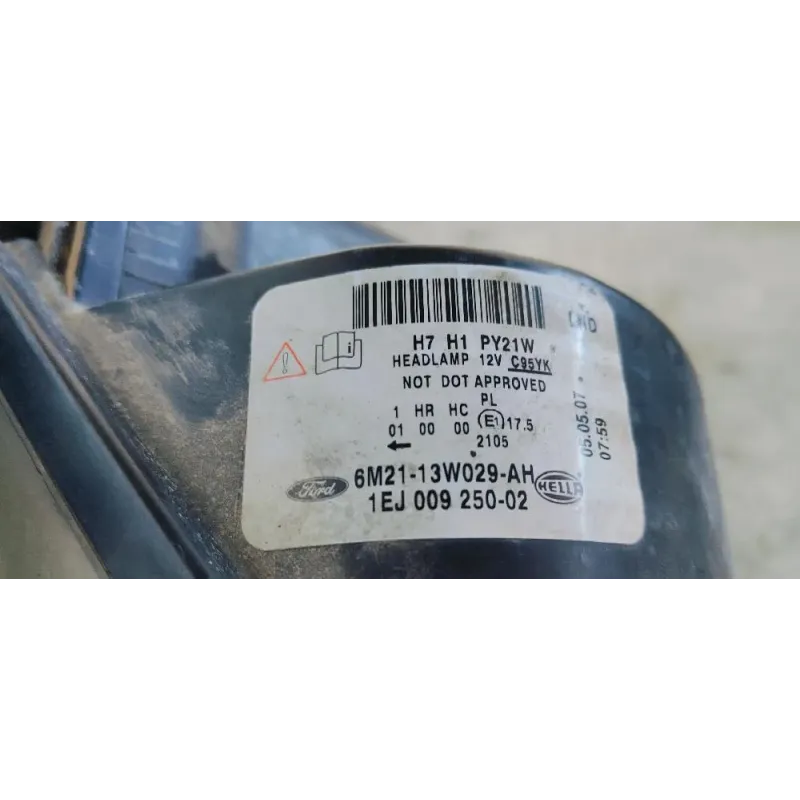 H7 H1 PY21W
HEADLAMP 12V C95YK
NOT DOT APPROVED
PL
1 HR HC (E1) 17.5
01 00 00
2105
6M21-13W029-AH
Ford
HELLA
1EJ 009 250-02
05.05.07
07:59